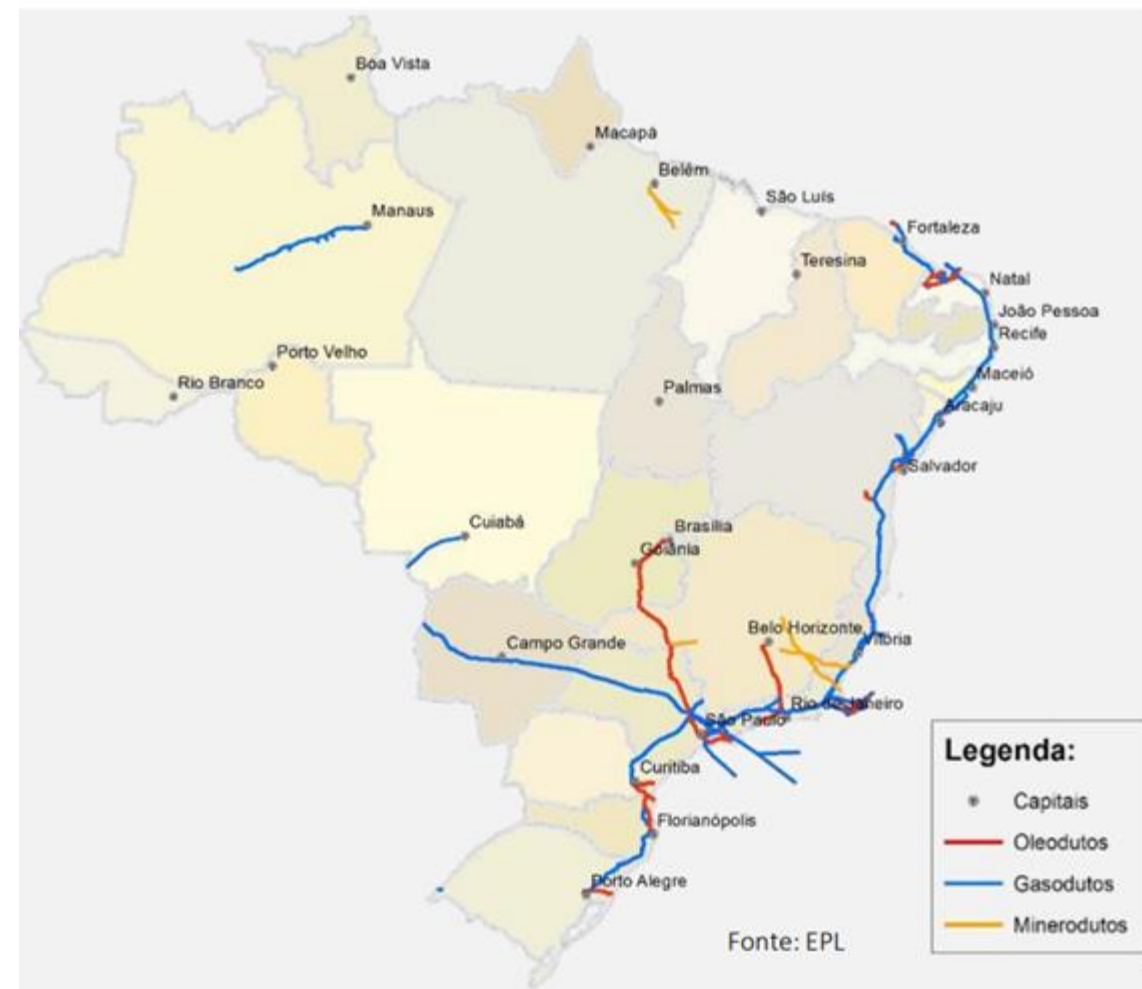 Boa Vista
Macapá
Belém
São Luís
Manaus
Fortaleza
Teresina
Natal
João Pessoa
Recife
Porto Velho
Rio Branco
Palmas
Maceió
Aracaju
Salvador
Cuiabá
Brasília
Goiânia
Belo Horizonte
Vitória
Campo Grande
Rio de Janeiro
São Paulo
Curitiba
Florianópolis
Porto Alegre
Legenda:
Capitais
Oleodutos
Gasodutos
Minerodutos
Fonte: EPL